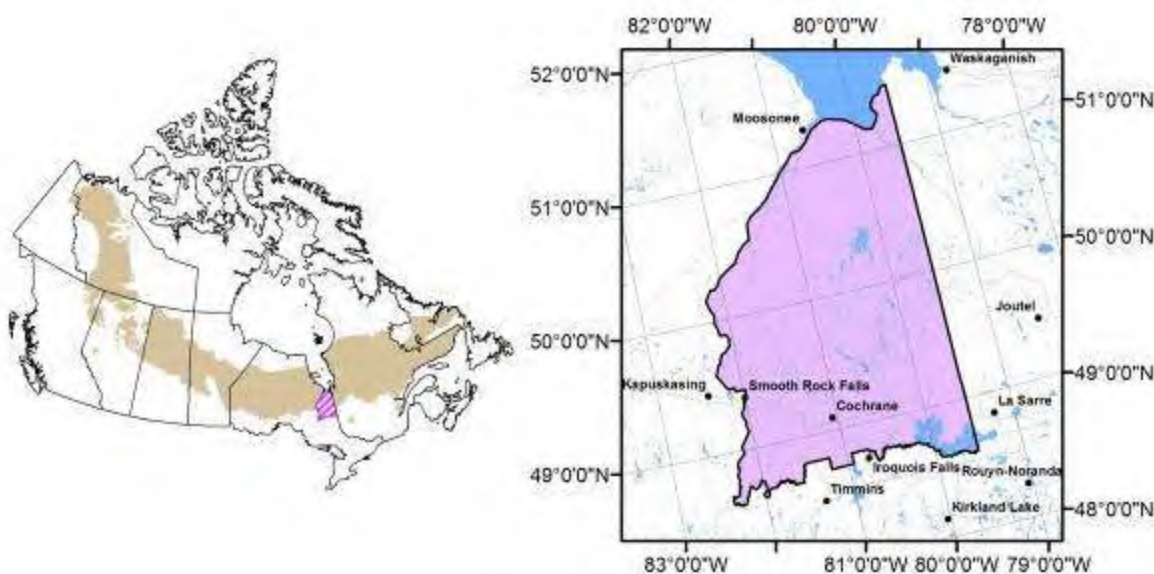 82°0'0"W 80°0'0"W 78°0'0"W
52°0'0"N
Waskaganish
51°0'0"N
Moosonee
51°0'0"N
50°0'0"N
Joutel
50°0'0"N
49°0'0"N
Kapuskasing
Smooth Rock Falls
La Sarre
Cochrane
Iroquois Falls
Rouyn-Noranda
49°0'0"N
Timmins
Kirkland Lake
48°0'0"N
83°0'0"W 81°0'0"W 80°0'0"W 79°0'0"W